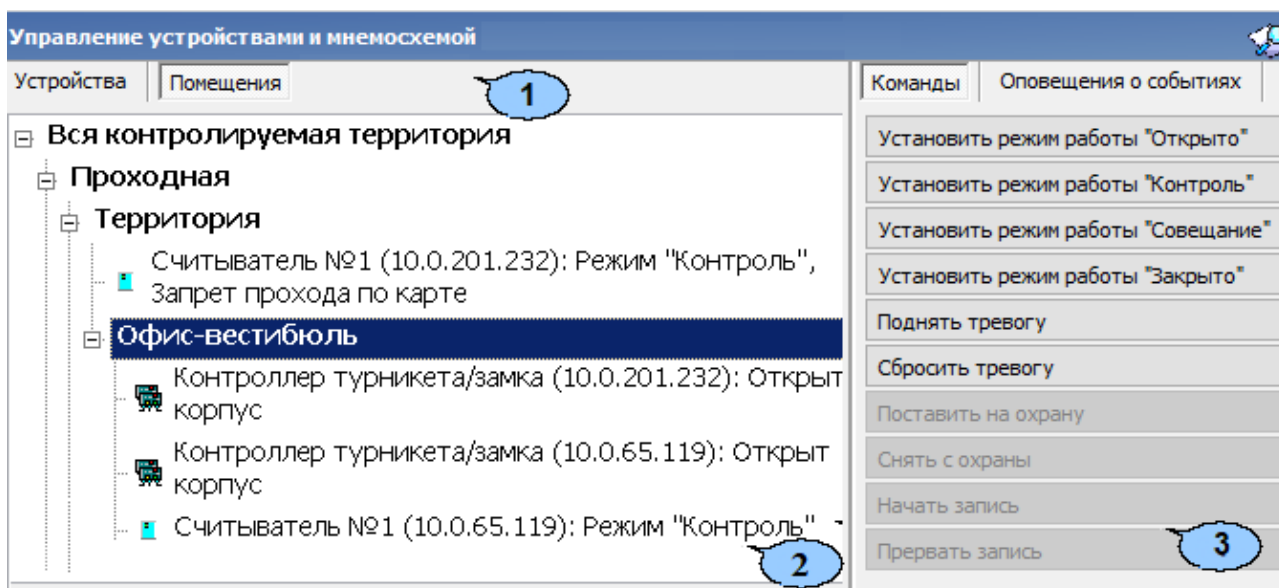 Управление устройствами и мнемосхемой
Устройства
Помещения
1
Вся контролируемая территория
Проходная
Территория
Считыватель №1 (10.0.201.232): Режим "Контроль",
Запрет прохода по карте
Офис-вестибюль
Контроллер турникета/замка (10.0.201.232): Открыт
корпус
Контроллер турникета/замка (10.0.65.119): Открыт
корпус
Считыватель №1 (10.0.65.119): Режим "Контроль"
2
Команды
Оповещения о событиях
Установить режим работы "Открыто"
Установить режим работы "Контроль"
Установить режим работы "Совещание"
Установить режим работы "Закрыто"
Поднять тревогу
Сбросить тревогу
Поставить на охрану
Снять с охраны
Начать запись
Прервать запись
3